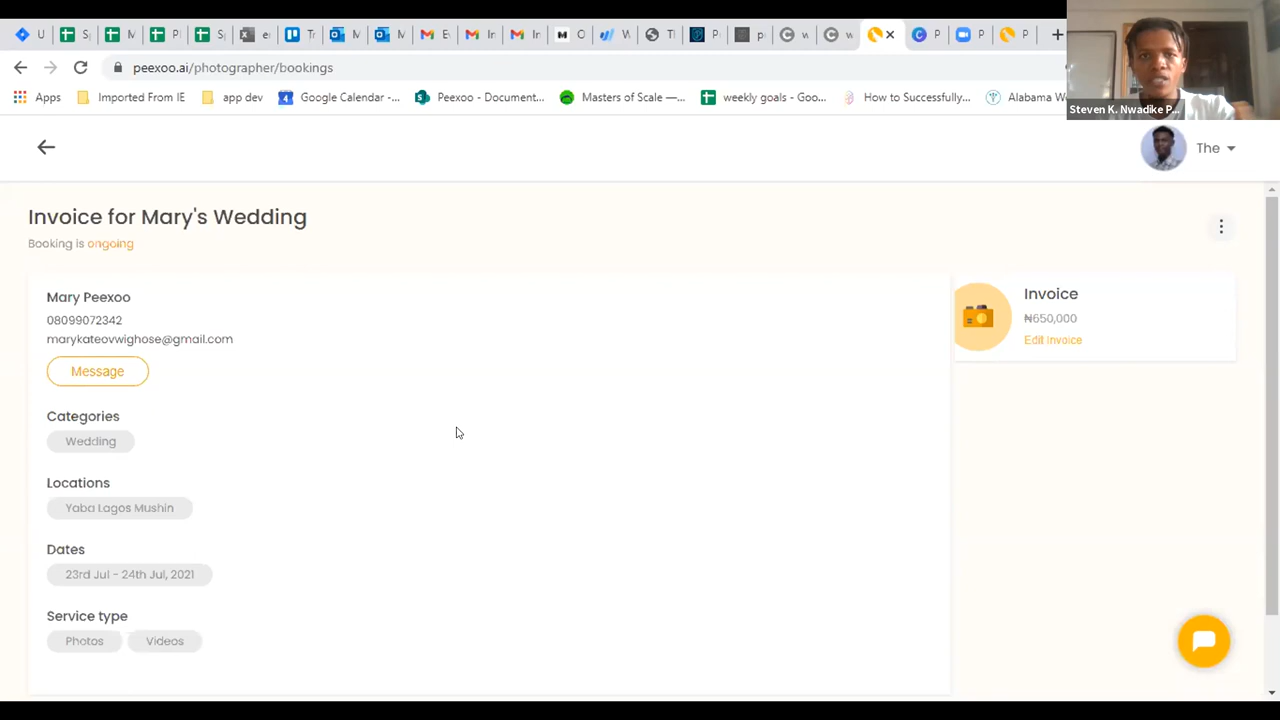 U
S
M
P
S
e
T
M
M
E
In
In
O
W
T
P
p
w
w
P
P
P
peexoo.ai/photographer/bookings
Apps
Imported From IE
app dev
Google Calendar -...
Peexoo - Document...
Masters of Scale —...
weekly goals - Goo...
How to Successfully...
Alabama W
Steven K. Nwadike P...
The
Invoice for Mary's Wedding
Booking is ongoing
Mary Peexoo
08099072342
marykateovwighose@gmail.com
Message
Categories
Wedding
Locations
Yaba Lagos Mushin
Dates
23rd Jul - 24th Jul, 2021
Service type
Photos
Videos
Invoice
₦650,000
Edit Invoice